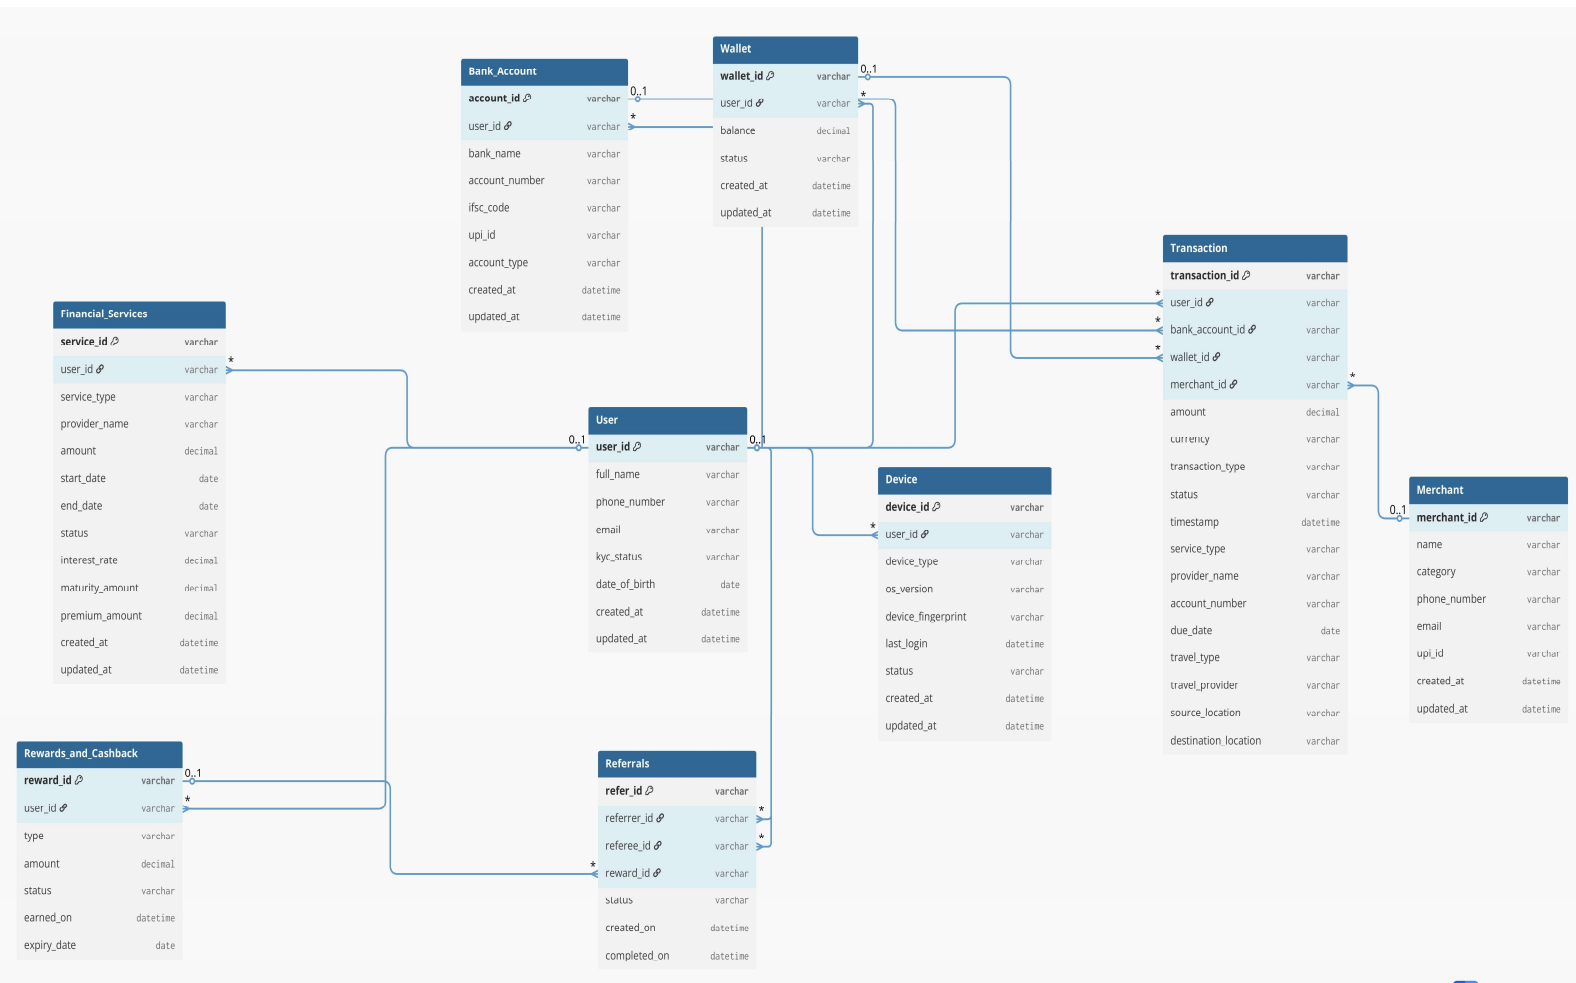 Wallet
wallet_id varchar
user_id varchar
balance decimal
status varchar
created_at datetime
updated_at datetime
0..1
*
Bank_Account
account_id varchar
user_id varchar
bank_name varchar
account_number varchar
ifsc_code varchar
upi_id varchar
account_type varchar
created_at datetime
updated_at datetime
0..1
*
Transaction
transaction_id varchar
* user_id varchar
* bank_account_id varchar
* wallet_id varchar
merchant_id varchar *
amount decimal
currency varchar
transaction_type varchar
status varchar
timestamp datetime
service_type varchar
provider_name varchar
account_number varchar
due_date date
travel_type varchar
travel_provider varchar
source_location varchar
destination_location varchar
Financial_Services
service_id varchar
user_id varchar *
service_type varchar
provider_name varchar
amount decimal
start_date date
end_date date
status varchar
interest_rate decimal
maturity_amount decimal
premium_amount decimal
created_at datetime
updated_at datetime
User
0..1 user_id varchar 0..1
full_name varchar
phone_number varchar
email varchar
kyc_status varchar
date_of_birth date
created_at datetime
updated_at datetime
Device
device_id varchar
* user_id varchar
device_type varchar
os_version varchar
device_fingerprint varchar
last_login datetime
status varchar
created_at datetime
updated_at datetime
Merchant
0..1 merchant_id varchar
name varchar
category varchar
phone_number varchar
email varchar
upi_id varchar
created_at datetime
updated_at datetime
Rewards_and_Cashback
reward_id varchar 0..1
user_id varchar *
type varchar
amount decimal
status varchar
earned_on datetime
expiry_date date
Referrals
refer_id varchar
referrer_id varchar *
referee_id varchar *
* reward_id varchar
status varchar
created_on datetime
completed_on datetime